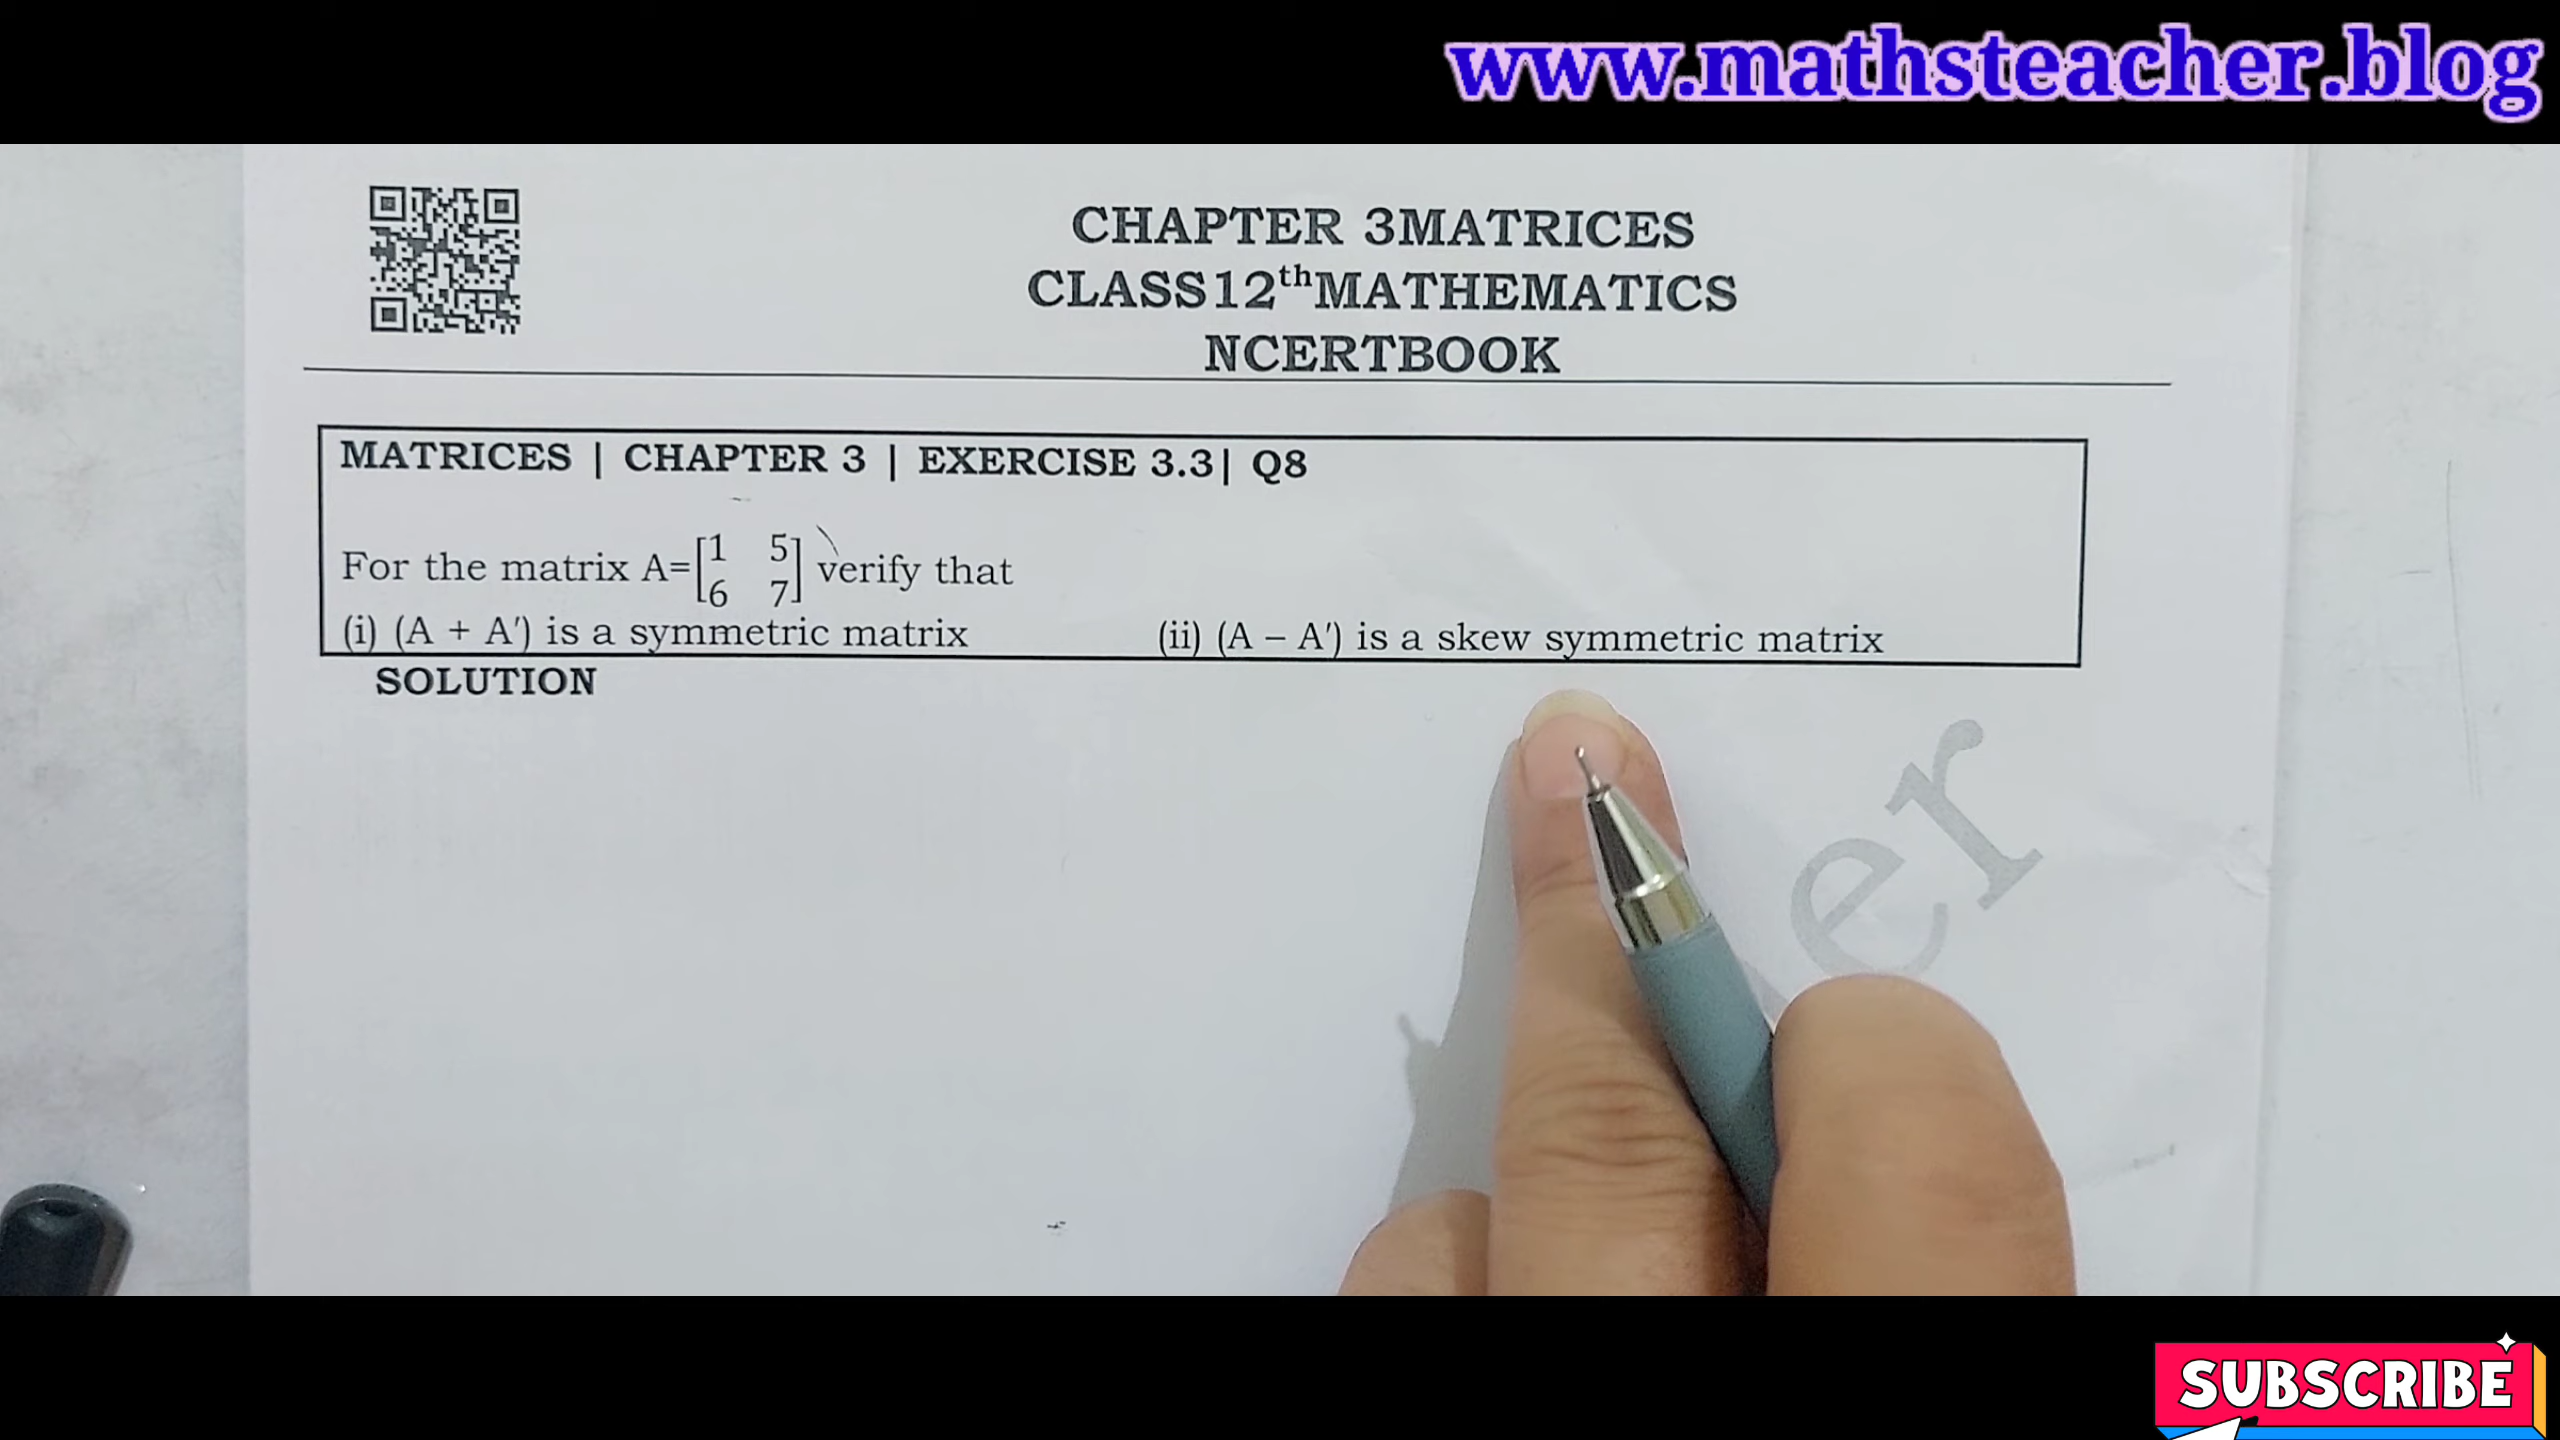 www.mathsteacher.blog
CHAPTER 3MATRICES
CLASS12thMATHEMATICS
NCERTBOOK
MATRICES | CHAPTER 3 | EXERCISE 3.3| Q8
For the matrix A=[1 5
6 7] verify that
(i) (A + A′) is a symmetric matrix (ii) (A – A′) is a skew symmetric matrix
SOLUTION
er
SUBSCRIBE